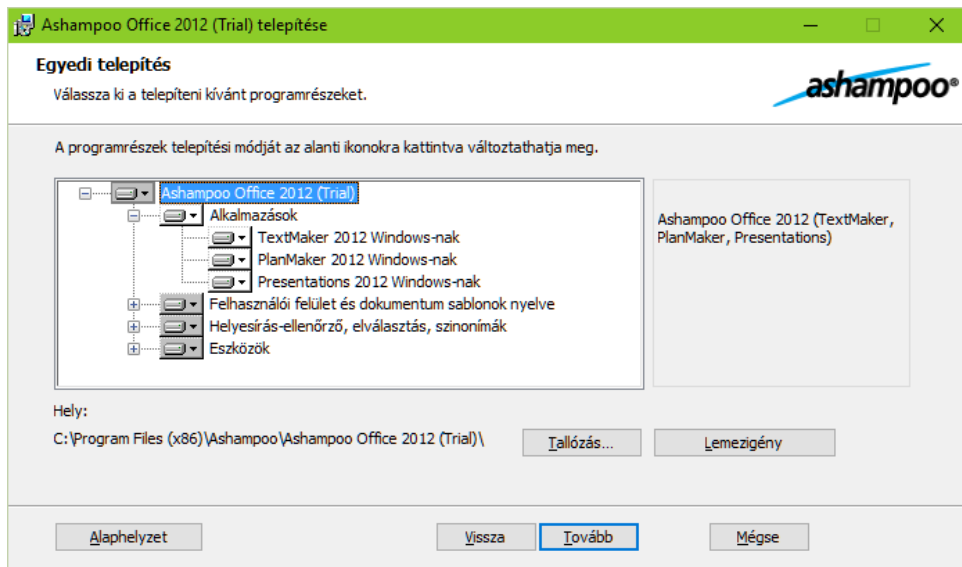 Ashampoo Office 2012 (Trial) telepítése
Egyedi telepítés
Válassza ki a telepíteni kívánt programrészeket.
ashampoo®
A programrészek telepítési módját az alanti ikonokra kattintva változtathatja meg.
Ashampoo Office 2012 (Trial)
Alkalmazások
TextMaker 2012 Windows-nak
PlanMaker 2012 Windows-nak
Presentations 2012 Windows-nak
Felhasználói felület és dokumentum sablonok nyelve
Helyesírás-ellenőrző, elválasztás, szinonímák
Eszközök
Ashampoo Office 2012 (TextMaker,
PlanMaker, Presentations)
Hely:
C:\Program Files (x86)\Ashampoo\Ashampoo Office 2012 (Trial)\
Tallózás...
Lemezigény
Alaphelyzet
Vissza
Tovább
Mégse